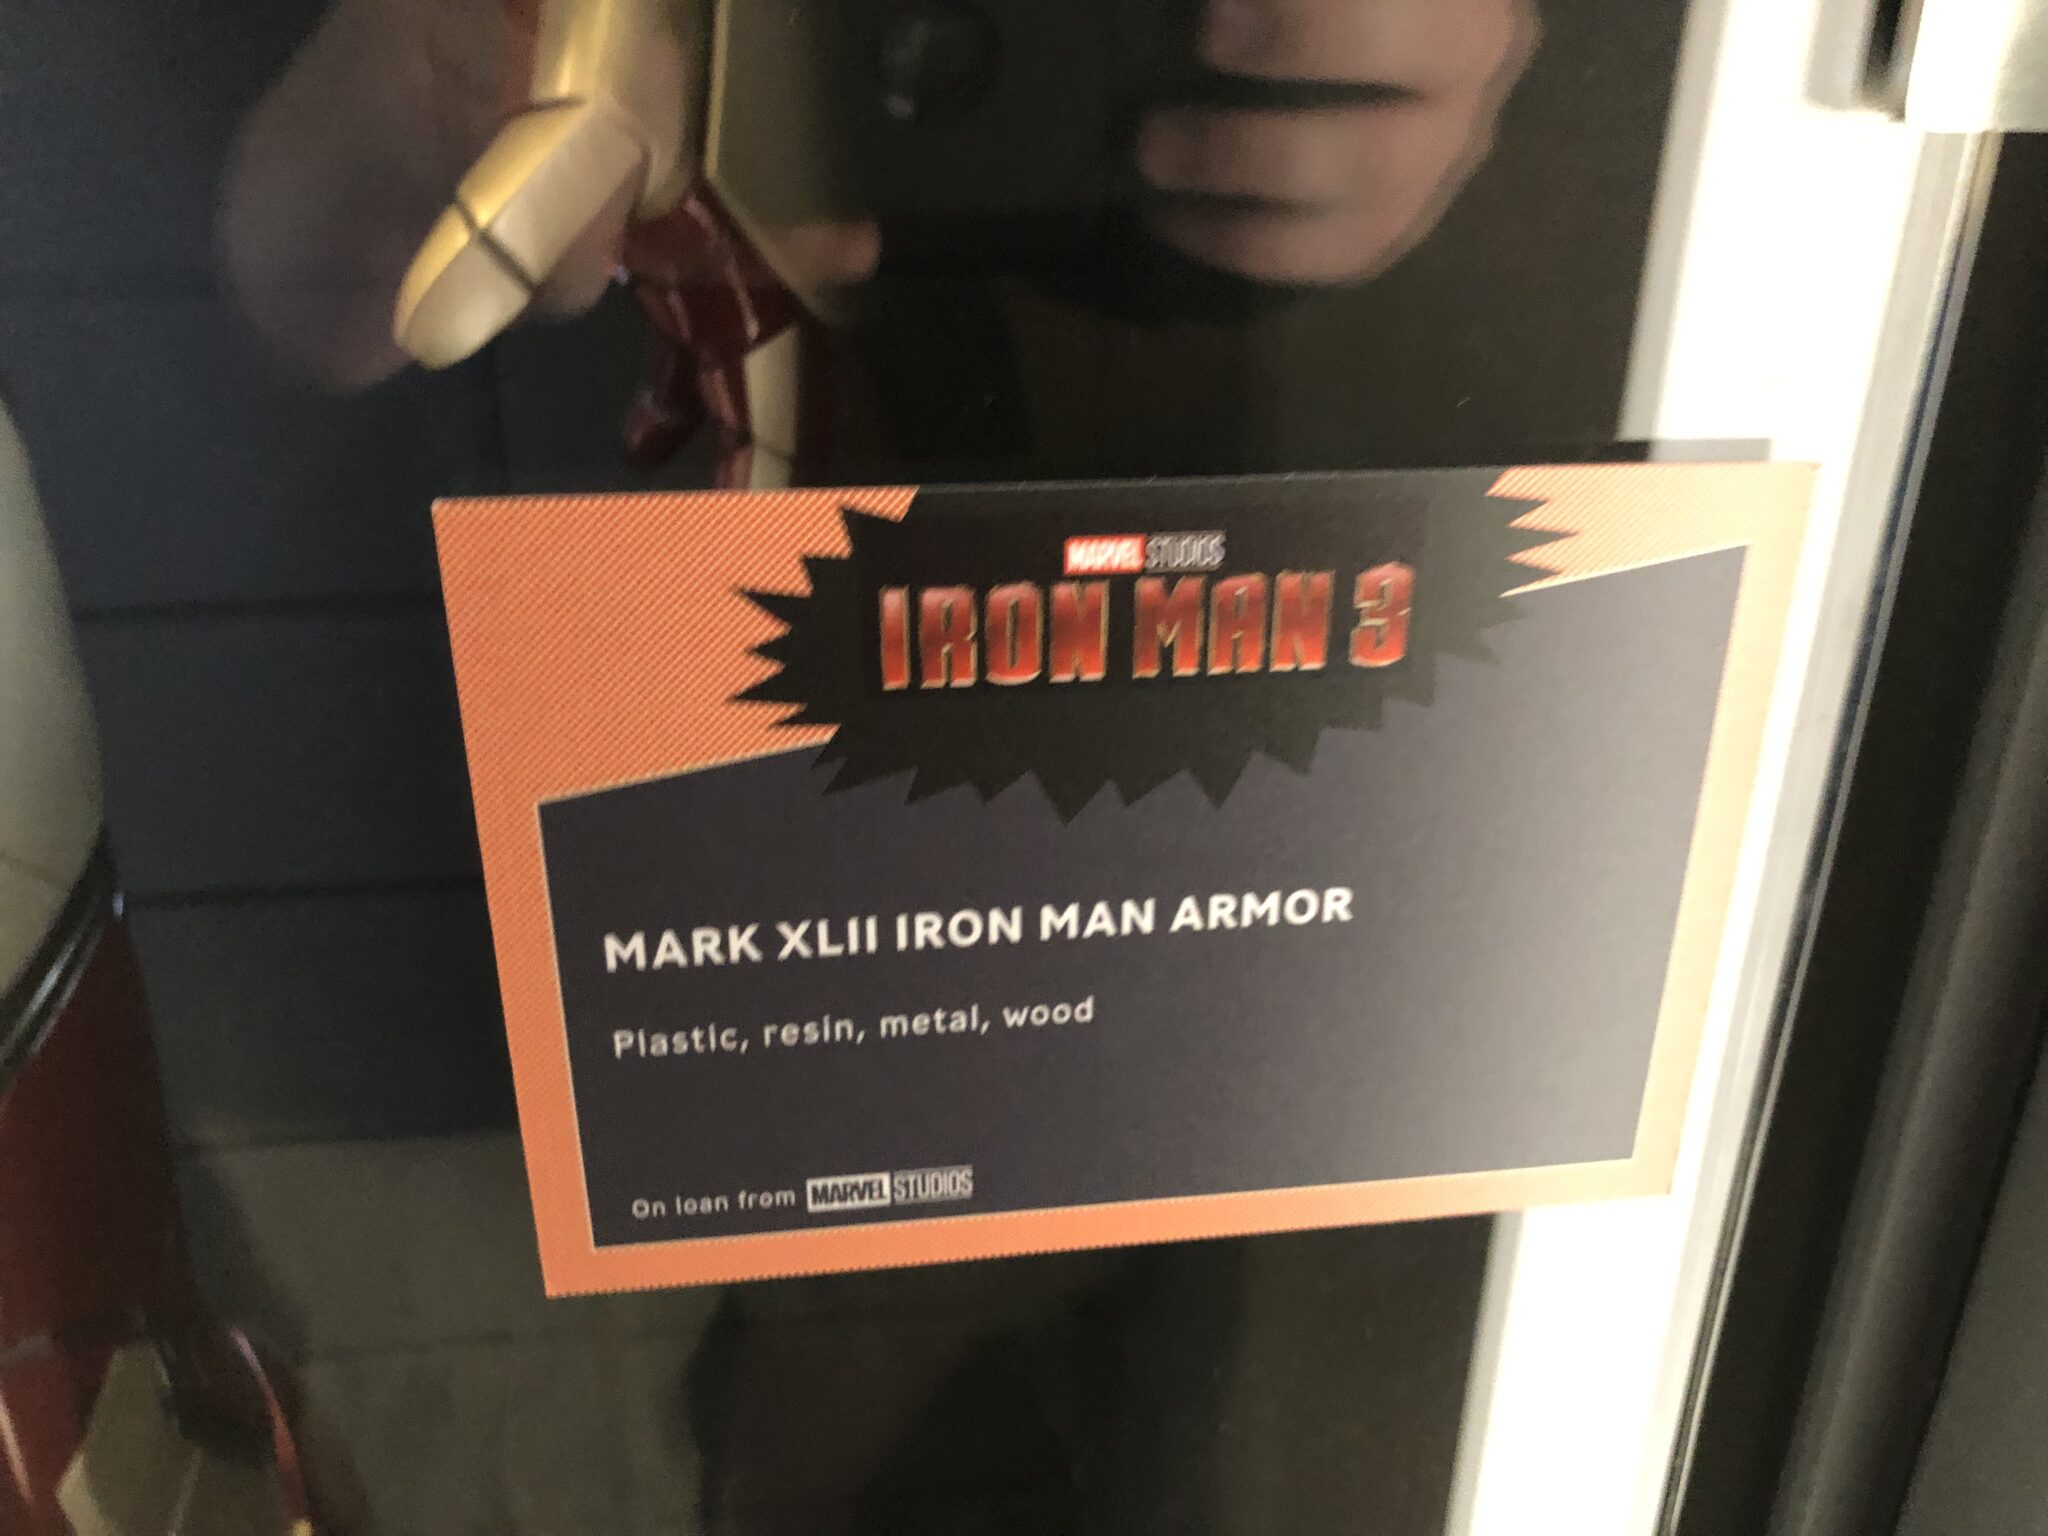 MARVEL STUDIOS
IRON MAN 3
MARK XLII IRON MAN ARMOR
Plastic, resin, metal, wood
On loan from MARVEL STUDIOS